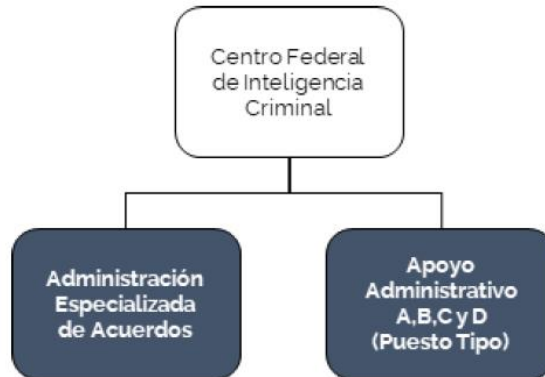 Centro Federal
de Inteligencia
Criminal
Administración
Especializada
de Acuerdos
Apoyo
Administrativo
A,B,C y D
(Puesto Tipo)